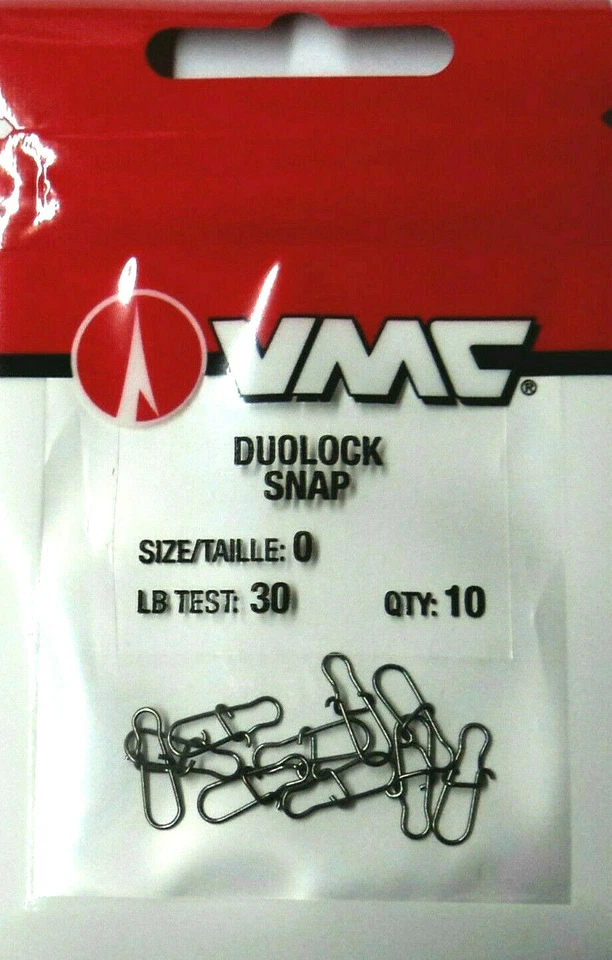 VMC®
DUOLOCK
SNAP
SIZE/TAILLE: 0
LB TEST: 30 QTY: 10